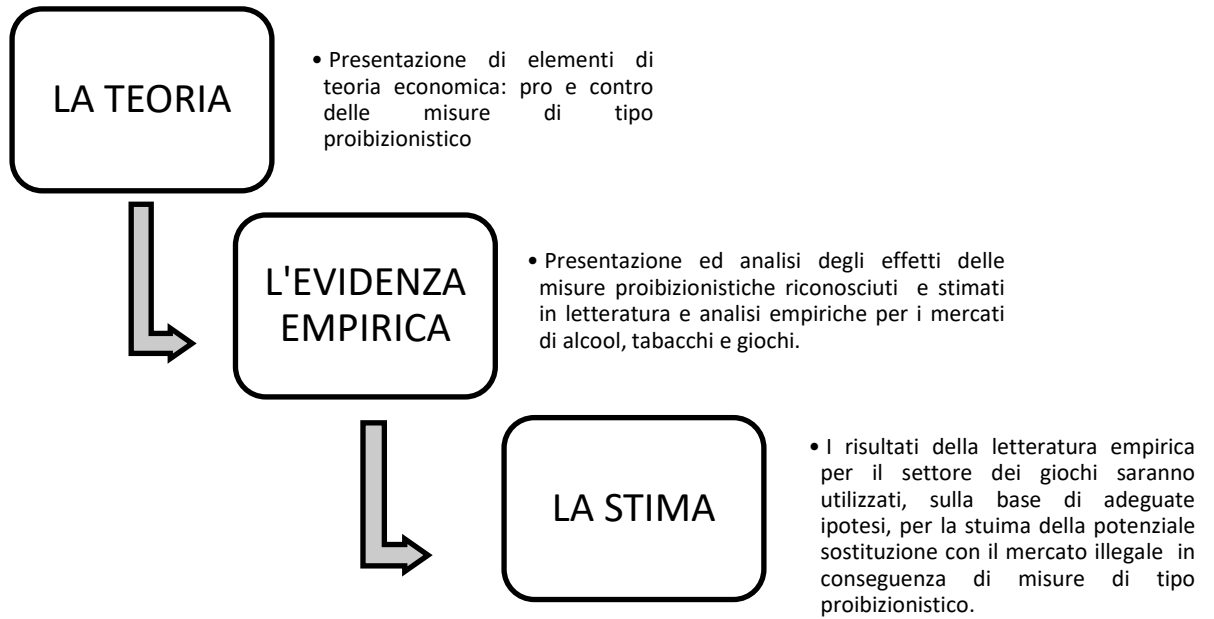 LA TEORIA
• Presentazione di elementi di
teoria economica: pro e contro
delle misure di tipo
proibizionistico
L'EVIDENZA
EMPIRICA
• Presentazione ed analisi degli effetti delle
misure proibizionistiche riconosciuti e stimati
in letteratura e analisi empiriche per i mercati
di alcool, tabacchi e giochi.
LA STIMA
• I risultati della letteratura empirica
per il settore dei giochi saranno
utilizzati, sulla base di adeguate
ipotesi, per la stuima della potenziale
sostituzione con il mercato illegale in
conseguenza di misure di tipo
proibizionistico.